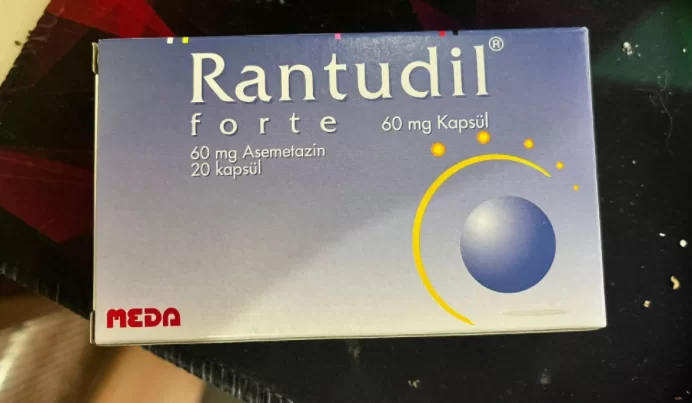 Rantudil®
forte 60 mg Kapsül
60 mg Asemetazin
20 kapsül
MEDA